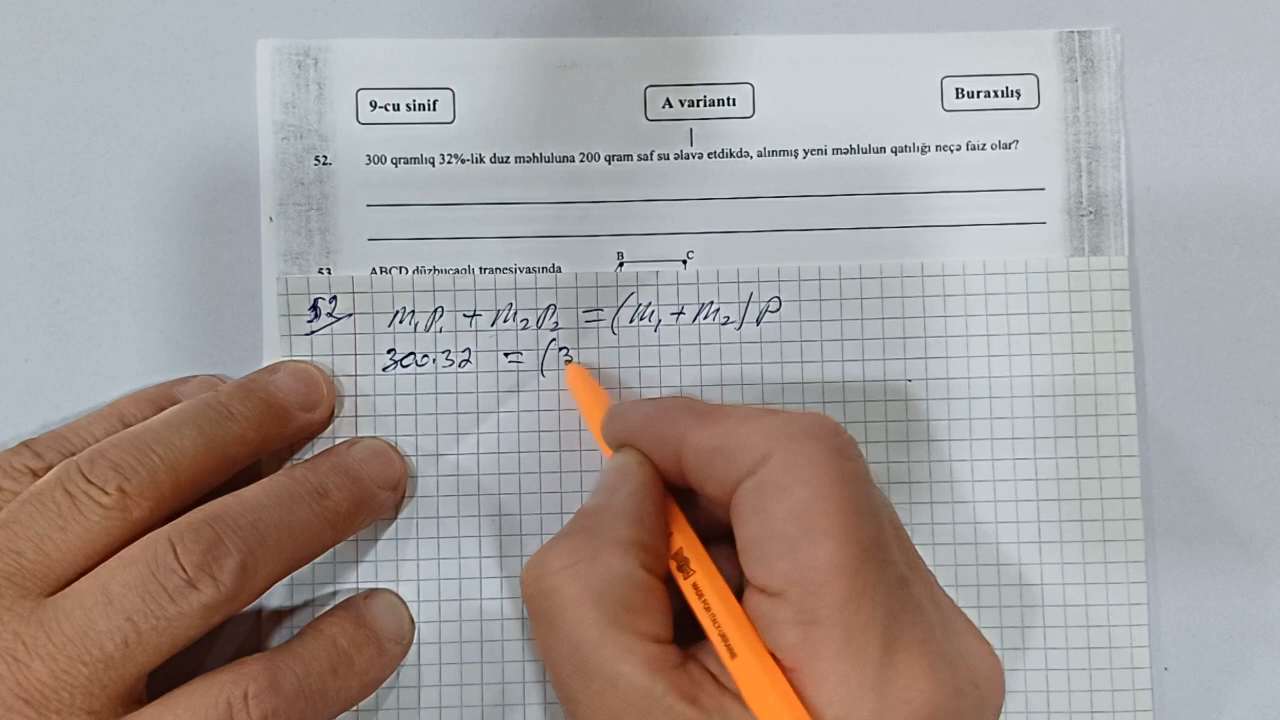 9-cu sinif
A variantı
Buraxılış
52. 300 qramlıq 32%-lik duz məhluluna 200 qram saf su əlavə etdikdə, alınmış yeni məhlulun qatılığı neçə faiz olar?
B C
53 ABCD düzbucaqlı trapesiyasında
52 m₁p₁ + m₂p₂ = (m₁ + m₂) p
300.32 = (3